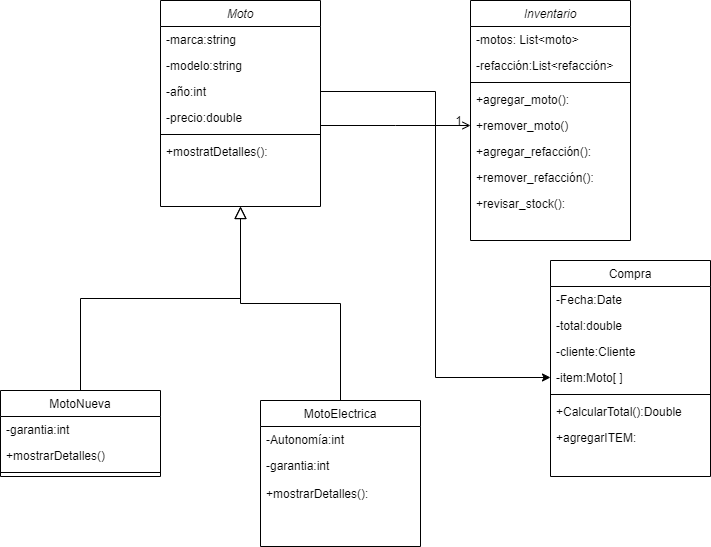 Moto
-marca:string
-modelo:string
-año:int
-precio:double
+mostratDetalles():
Inventario
-motos: List<moto>
-refacción:List<refacción>
+agregar_moto():
+remover_moto()
+agregar_refacción():
+remover_refacción():
+revisar_stock():
1
Compra
-Fecha:Date
-total:double
-cliente:Cliente
-item:Moto[ ]
+CalcularTotal():Double
+agregarITEM:
MotoNueva
-garantia:int
+mostrarDetalles()
MotoElectrica
-Autonomía:int
-garantia:int
+mostrarDetalles():